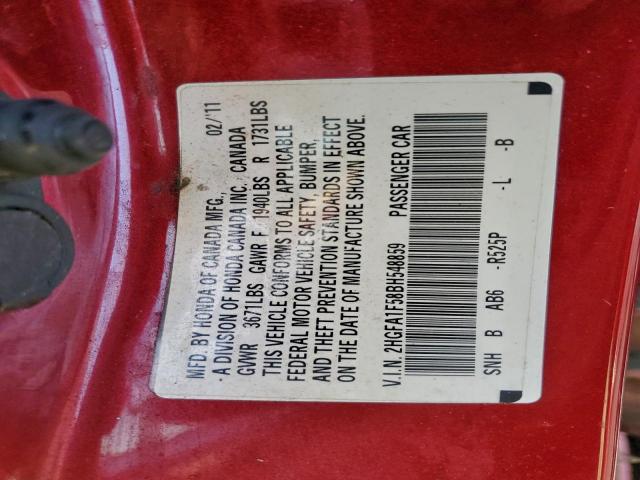 MFD. BY HONDA OF CANADA MFG., 02/'11
- A DIVISION OF HONDA CANADA INC. CANADA
GVWR 3671LBS GAWR F 1940LBS R 1731LBS
THIS VEHICLE CONFORMS TO ALL APPLICABLE
FEDERAL MOTOR VEHICLE SAFETY, BUMPER,
AND THEFT PREVENTION STANDARDS IN EFFECT
ON THE DATE OF MANUFACTURE SHOWN ABOVE.
V.I.N. 2HGFA1F58BH540859 PASSENGER CAR
SNH B AB6 -R525P -L -B